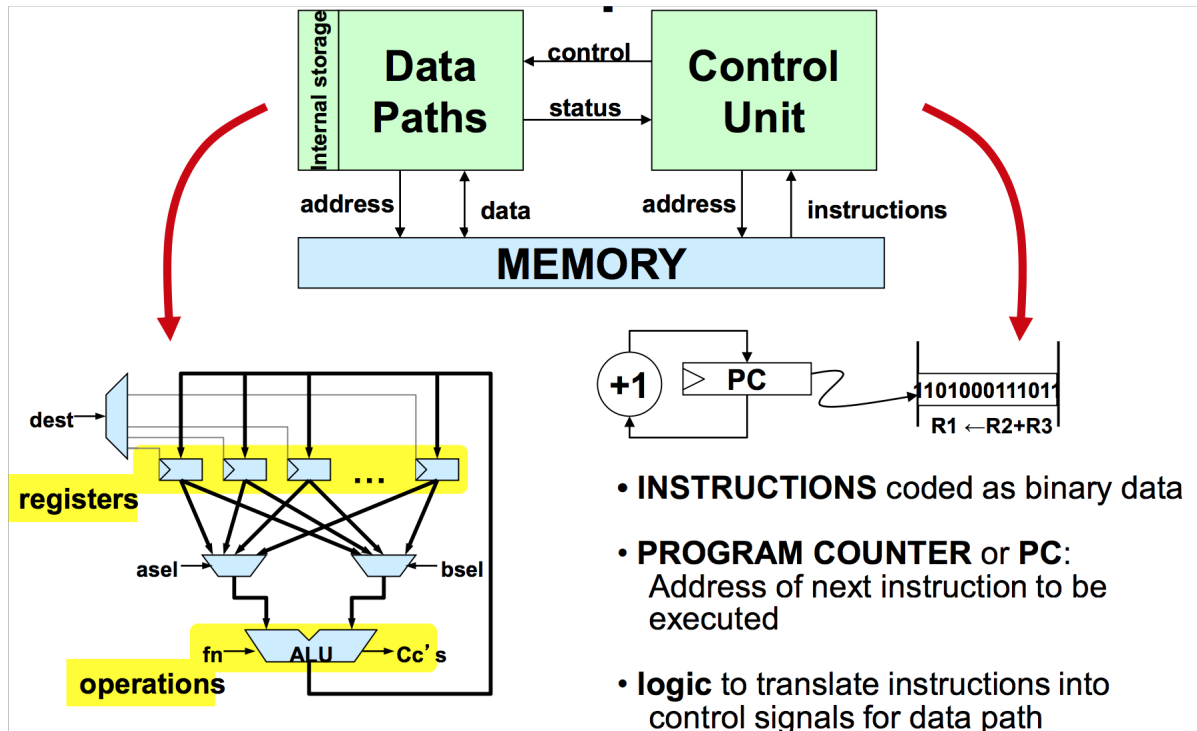 Internal storage
Data
Paths
control
status
Control
Unit
address
data
address
instructions
MEMORY
dest
registers
...
asel
bsel
fn
ALU
Cc's
operations
+1
PC
1101000111011
R1 ←R2+R3
• INSTRUCTIONS coded as binary data
• PROGRAM COUNTER or PC:
Address of next instruction to be
executed
• logic to translate instructions into
control signals for data path